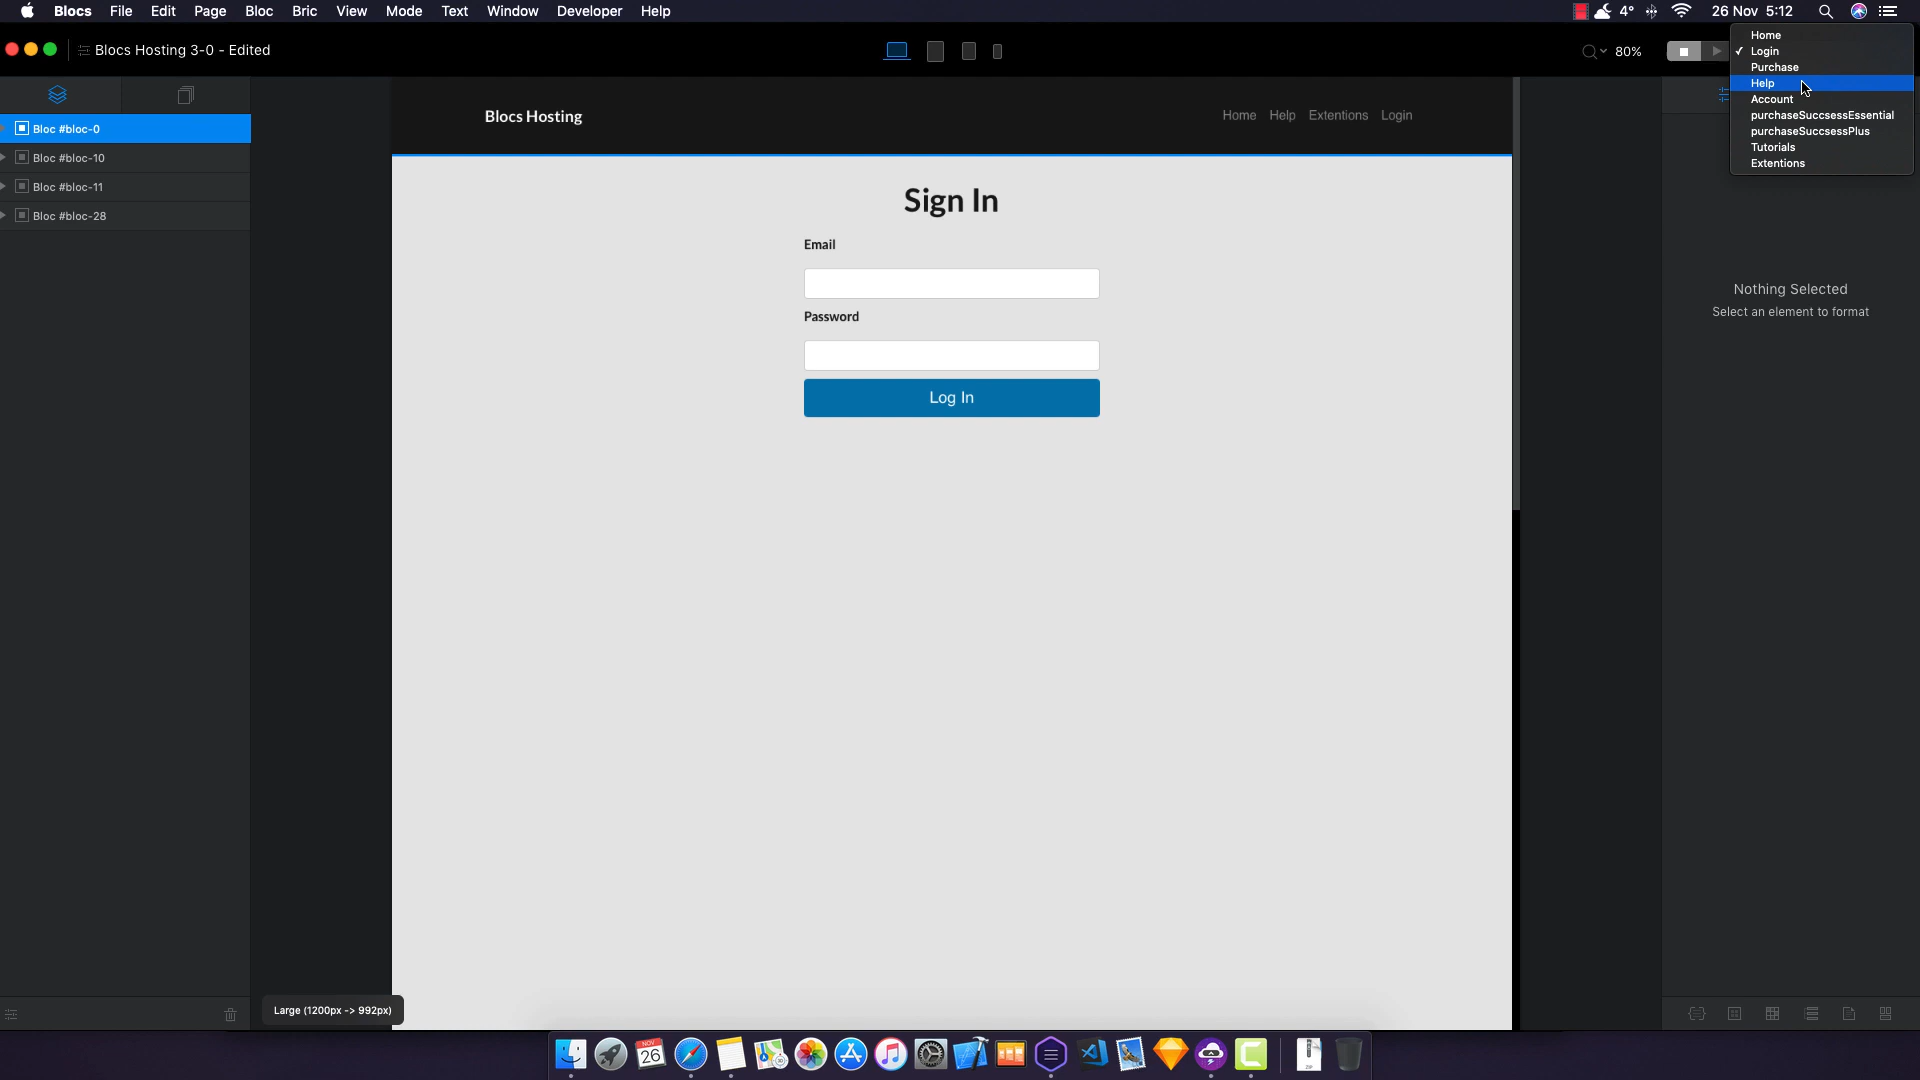 Blocs File Edit Page Bloc Bric View Mode Text Window Developer Help 4° 26 Nov 5:12
Blocs Hosting 3-0 - Edited
80%
Home
✓ Login
Purchase
Help
Account
purchaseSuccsessEssential
purchaseSuccsessPlus
Tutorials
Extentions
Bloc #bloc-0
Bloc #bloc-10
Bloc #bloc-11
Bloc #bloc-28
Blocs Hosting
Home Help Extentions Login
Sign In
Email
Password
Log In
Nothing Selected
Select an element to format
Large (1200px -> 992px)
NOV
26
ZIP